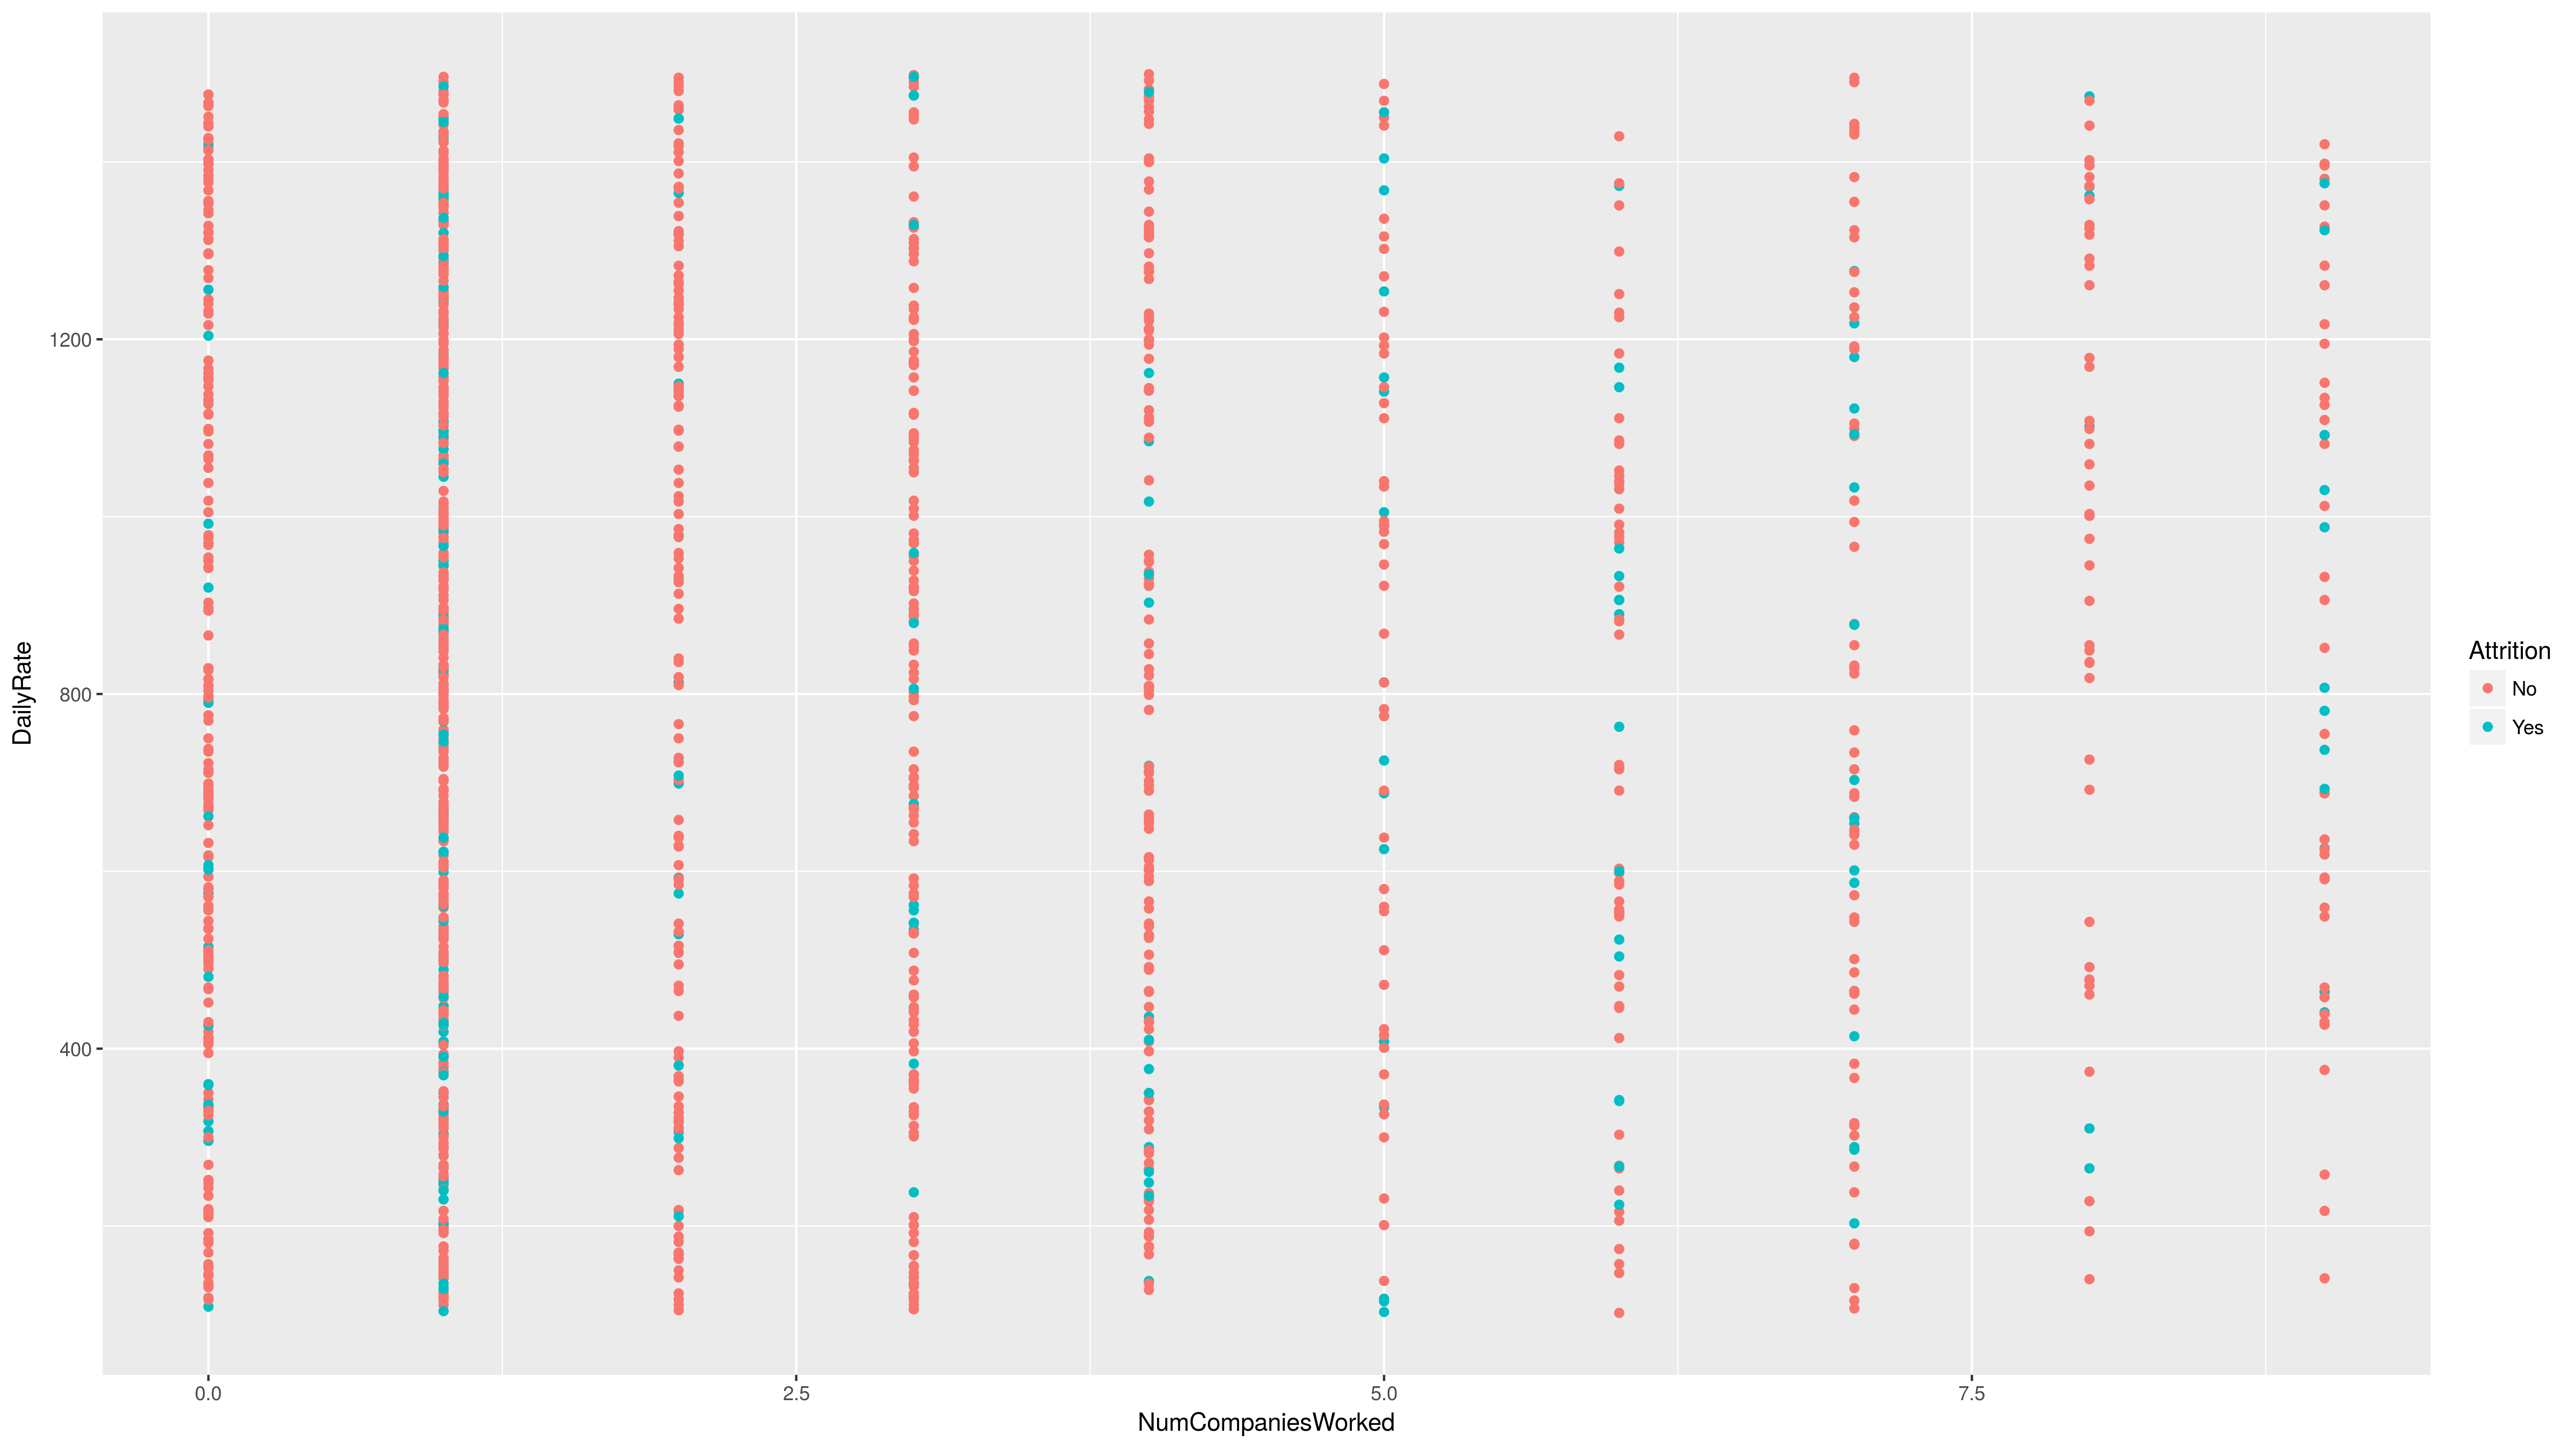 1200
800
400
DailyRate
0.0
2.5
5.0
7.5
NumCompaniesWorked
Attrition
No
Yes